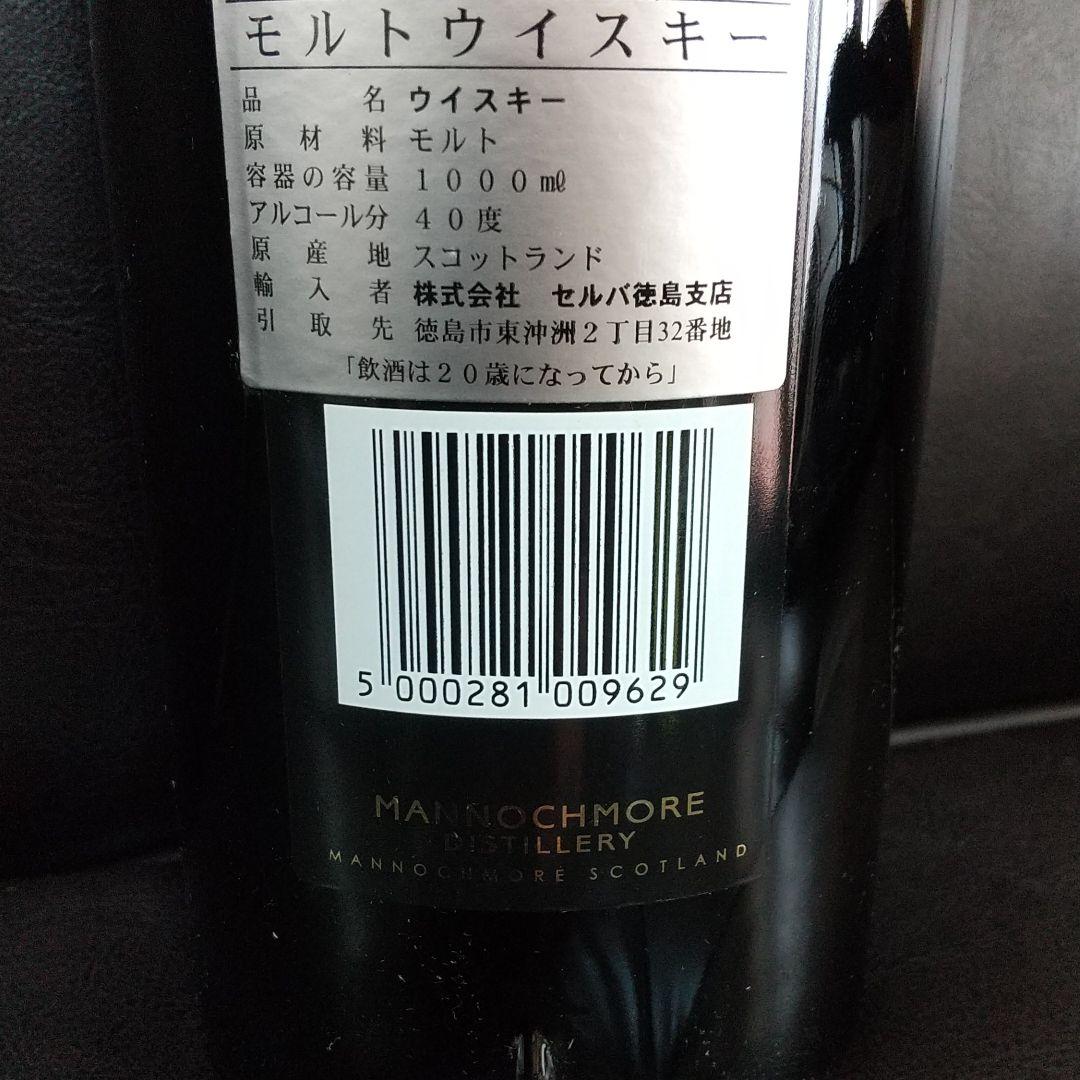 モルトウイスキー
品名 ウイスキー
原材料 モルト
容器の容量 1000㎖
アルコール分 40度
原産地 スコットランド
輸入者 株式会社 セルバ徳島支店
引取先 徳島市東沖洲2丁目32番地
「飲酒は20歳になってから」
5 000281 009629
MANNOCHMORE
DISTILLERY
MANNOCHMORE SCOTLAND